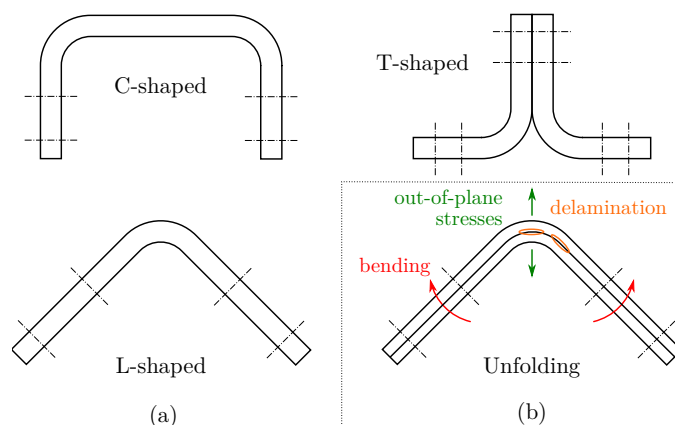 C-shaped
T-shaped
out-of-plane
stresses
delamination
bending
L-shaped
Unfolding
(a)
(b)